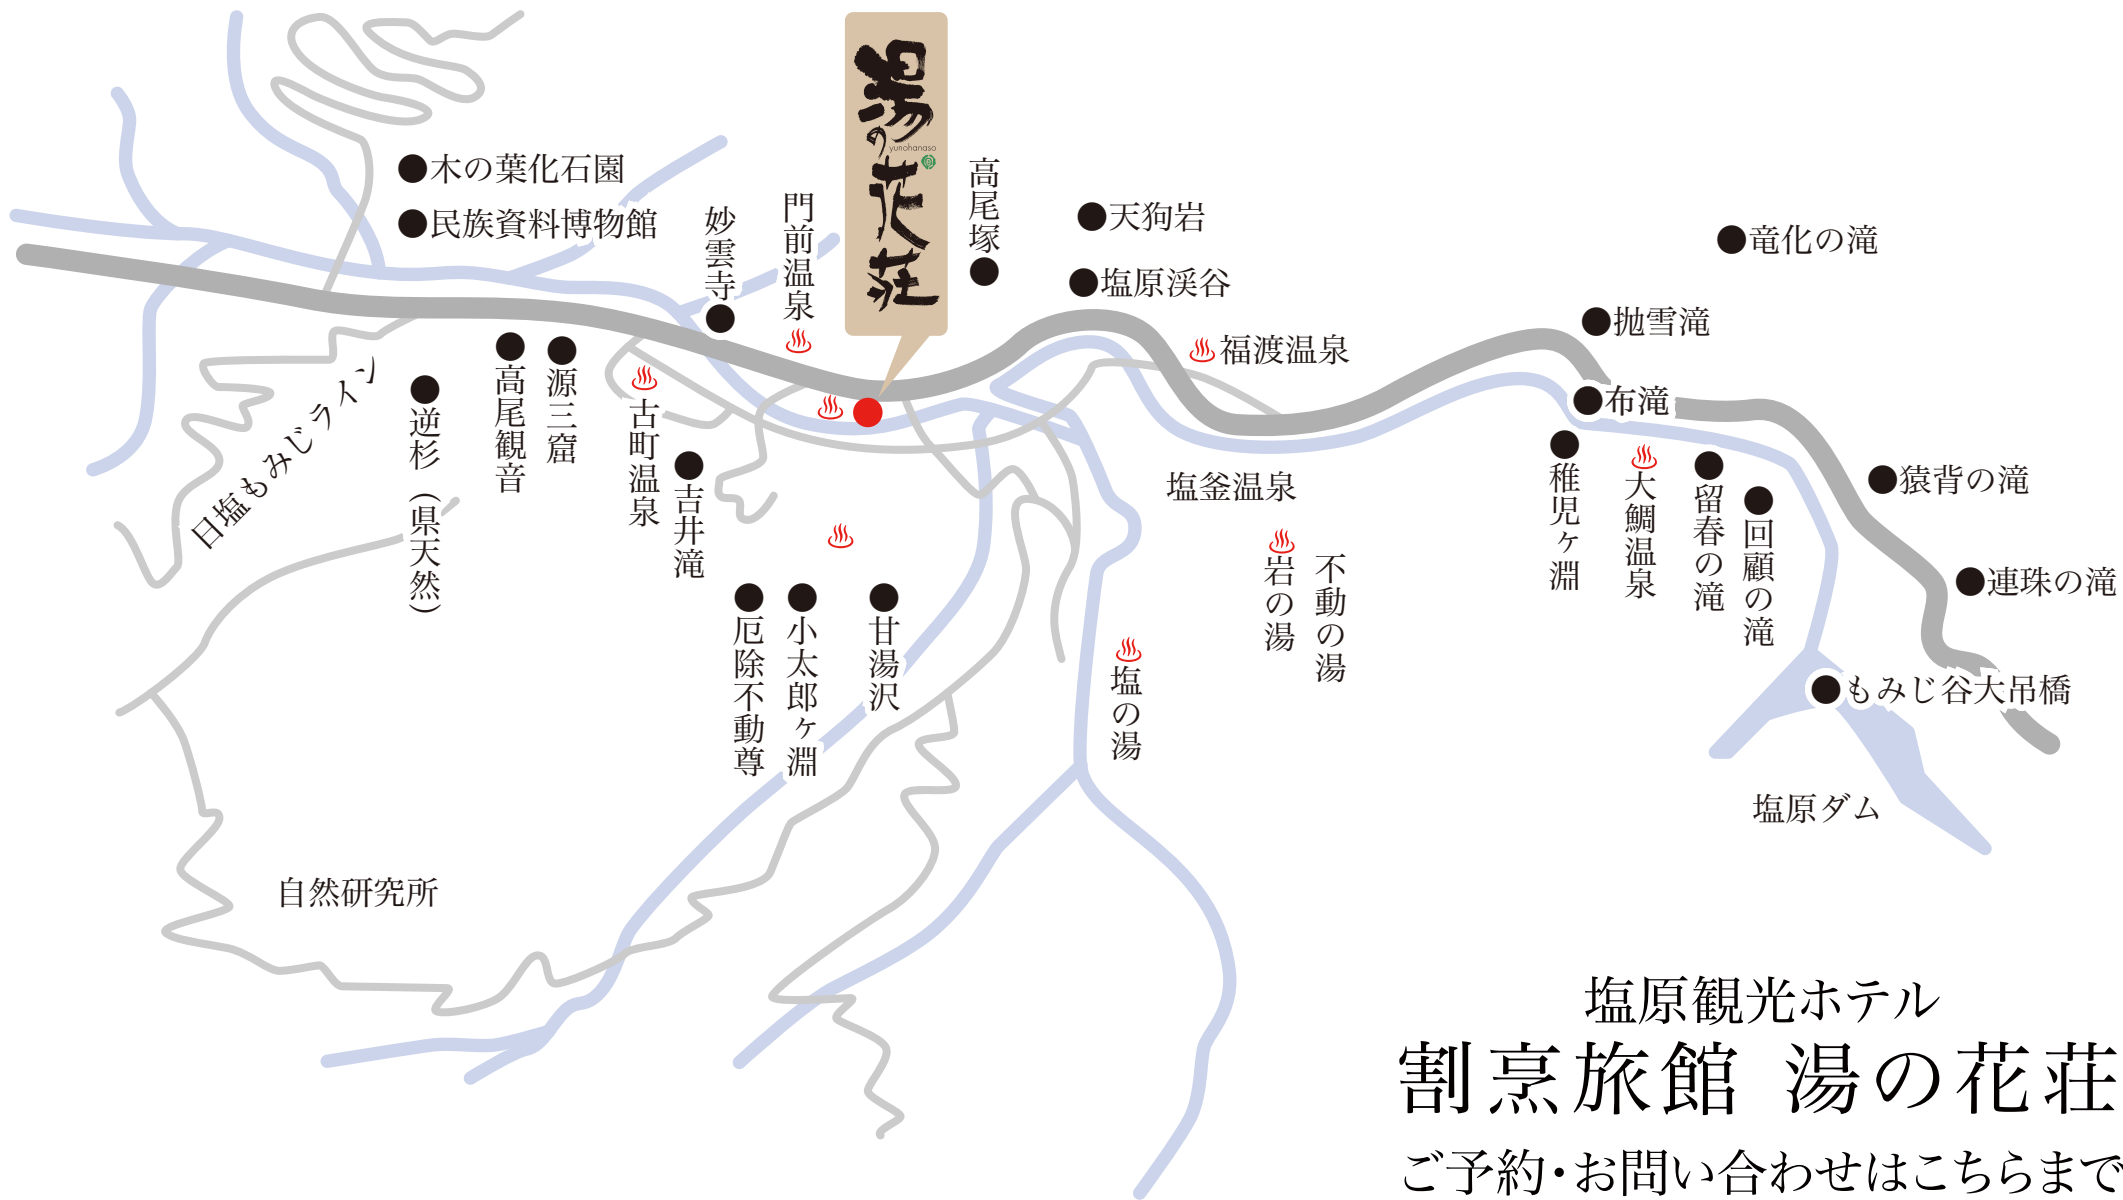 湯の花荘
yunohanaso
木の葉化石園
民族資料博物館
妙雲寺
門前温泉
高尾塚
天狗岩
塩原渓谷
竜化の滝
抛雪滝
福渡温泉
布滝
日塩もみじライン
逆杉（県天然）
高尾観音
源三窟
古町温泉
吉井滝
塩釜温泉
稚児ヶ淵
大鯛温泉
留春の滝
回顧の滝
猿背の滝
連珠の滝
岩の湯
不動の湯
厄除不動尊
小太郎ヶ淵
甘湯沢
塩の湯
もみじ谷大吊橋
塩原ダム
自然研究所
塩原観光ホテル
割烹旅館 湯の花荘
ご予約・お問い合わせはこちらまで